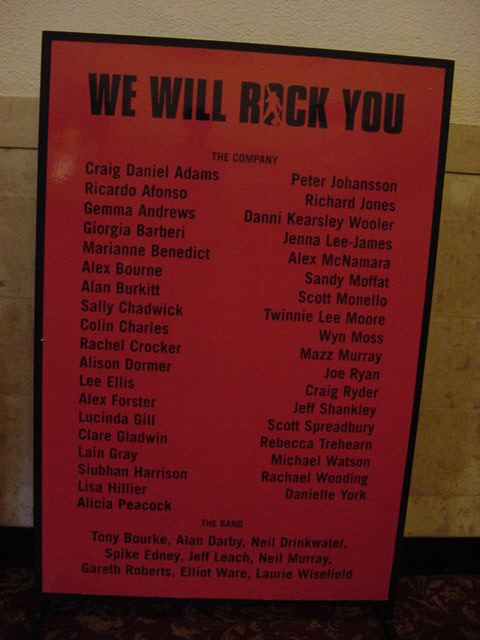 WE WILL ROCK YOU
THE COMPANY
Craig Daniel Adams
Ricardo Afonso
Gemma Andrews
Giorgia Barberi
Marianne Benedict
Alex Bourne
Alan Burkitt
Sally Chadwick
Colin Charles
Rachel Crocker
Alison Dormer
Lee Ellis
Alex Forster
Lucinda Gill
Clare Gladwin
Lain Gray
Siubhan Harrison
Lisa Hillier
Alicia Peacock
Peter Johansson
Richard Jones
Danni Kearsley Wooler
Jenna Lee-James
Alex McNamara
Sandy Moffat
Scott Monello
Twinnie Lee Moore
Wyn Moss
Mazz Murray
Joe Ryan
Craig Ryder
Jeff Shankley
Scott Spreadbury
Rebecca Trehearn
Michael Watson
Rachael Wooding
Danielle York
THE BAND
Tony Bourke, Alan Darby, Neil Drinkwater,
Spike Edney, Jeff Leach, Neil Murray,
Gareth Roberts, Elliot Ware, Laurie Wisefield